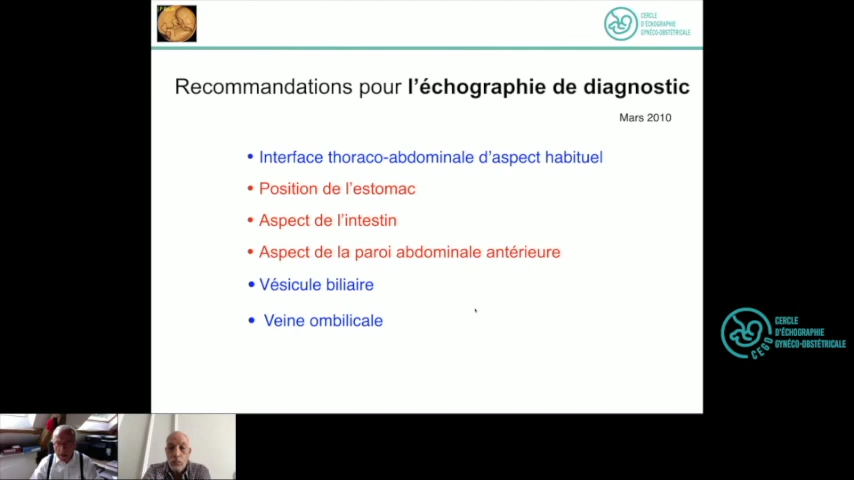 CERCLE
D'ÉCHOGRAPHIE
GYNÉCO-OBSTÉTRICALE
Recommandations pour l'échographie de diagnostic
Mars 2010
• Interface thoraco-abdominale d'aspect habituel
• Position de l'estomac
• Aspect de l'intestin
• Aspect de la paroi abdominale antérieure
• Vésicule biliaire
• Veine ombilicale
CERCLE
D'ÉCHOGRAPHIE
GYNÉCO-OBSTÉTRICALE
CEGO